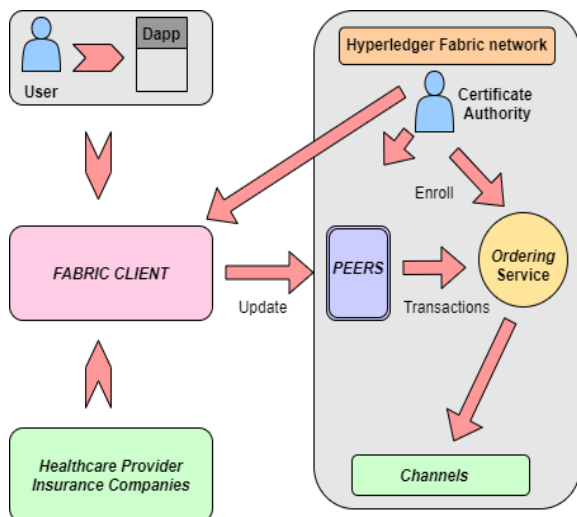 Dapp
User
Hyperledger Fabric network
Certificate
Authority
Enroll
FABRIC CLIENT
Update
PEERS
Transactions
Ordering
Service
Healthcare Provider
Insurance Companies
Channels